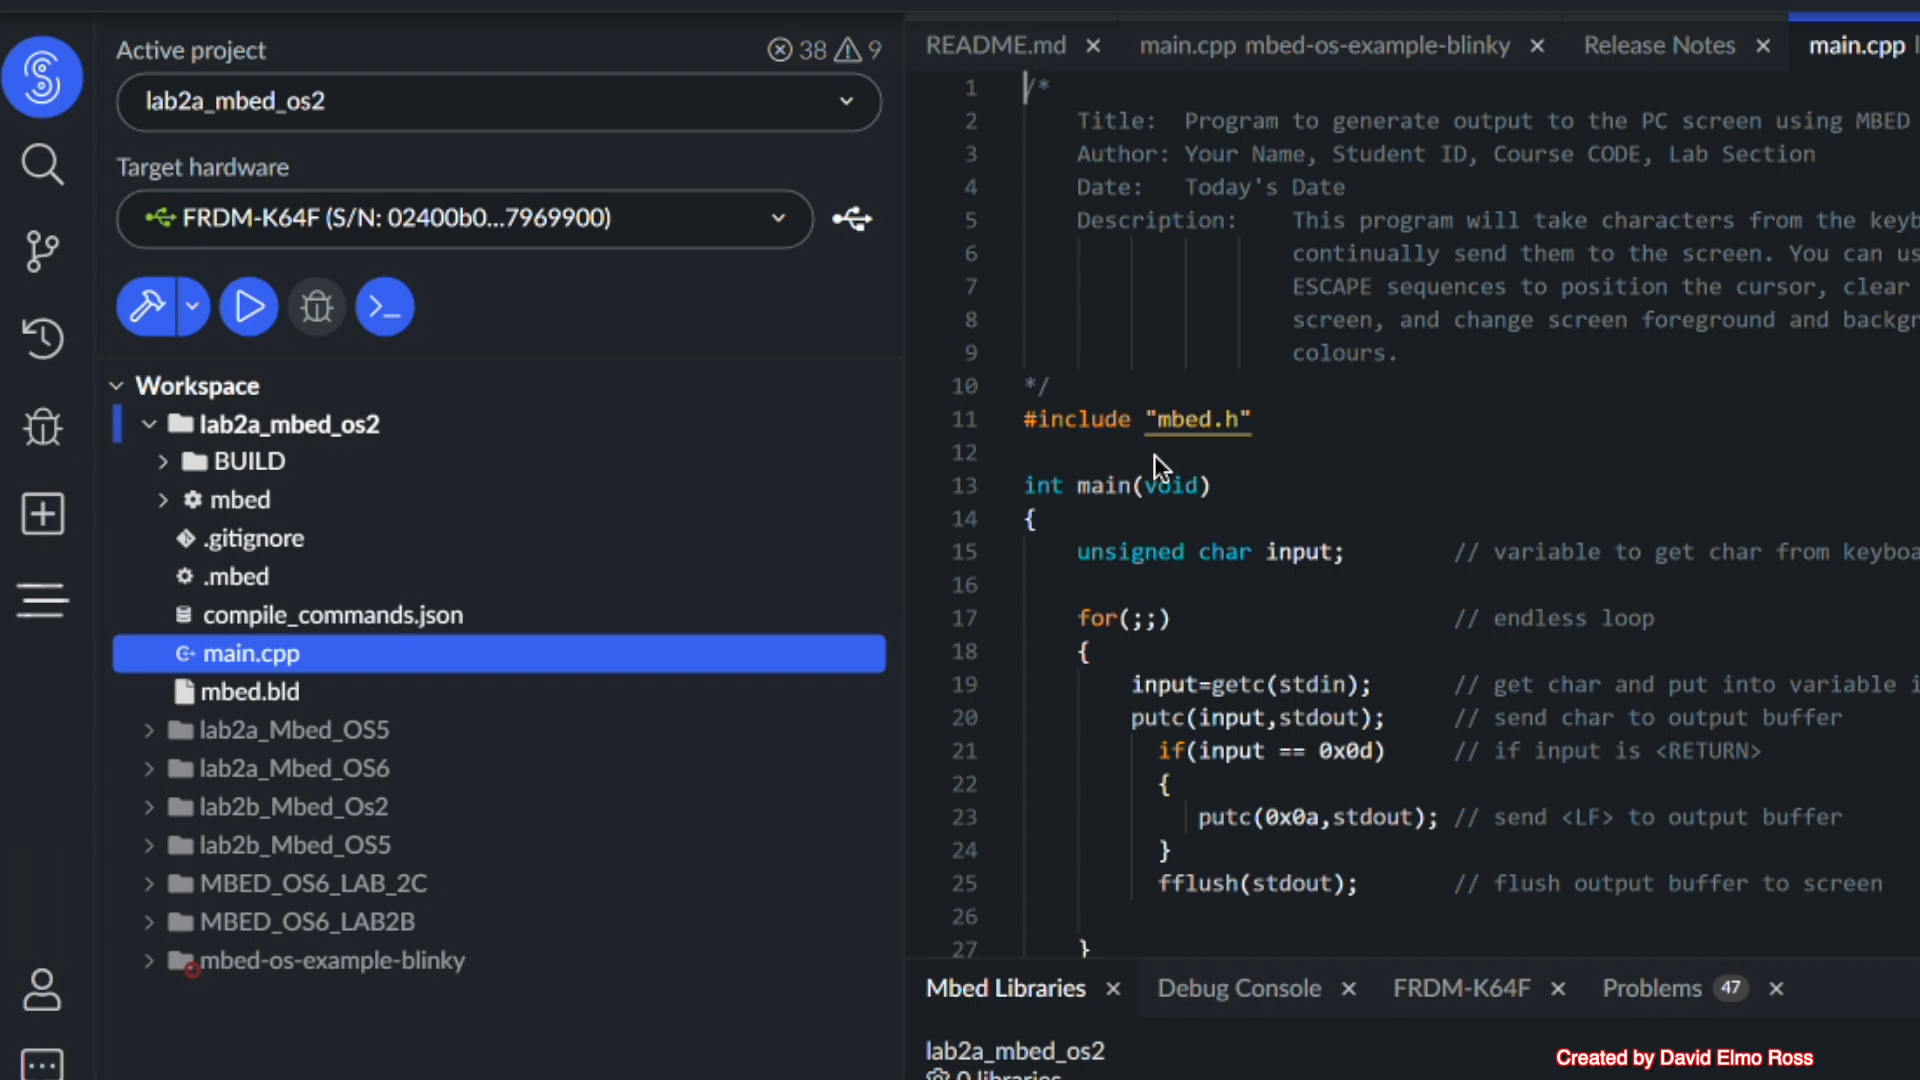 Active project
38 9
lab2a_mbed_os2
Target hardware
FRDM-K64F (S/N: 02400b0...7969900)
Workspace
lab2a_mbed_os2
BUILD
mbed
.gitignore
.mbed
compile_commands.json
main.cpp
mbed.bld
lab2a_Mbed_OS5
lab2a_Mbed_OS6
lab2b_Mbed_Os2
lab2b_Mbed_OS5
MBED_OS6_LAB_2C
MBED_OS6_LAB2B
mbed-os-example-blinky
README.md main.cpp mbed-os-example-blinky Release Notes main.cpp
1 /*
2 Title: Program to generate output to the PC screen using MBED
3 Author: Your Name, Student ID, Course CODE, Lab Section
4 Date: Today's Date
5 Description: This program will take characters from the keyb
6 continually send them to the screen. You can us
7 ESCAPE sequences to position the cursor, clear
8 screen, and change screen foreground and backgr
9 colours.
10 */
11 #include "mbed.h"
12
13 int main(void)
14 {
15 unsigned char input; // variable to get char from keyboa
16
17 for(;;) // endless loop
18 {
19 input=getc(stdin); // get char and put into variable i
20 putc(input,stdout); // send char to output buffer
21 if(input == 0x0d) // if input is <RETURN>
22 {
23 putc(0x0a,stdout); // send <LF> to output buffer
24 }
25 fflush(stdout); // flush output buffer to screen
26
27 }
Mbed Libraries Debug Console FRDM-K64F Problems 47
lab2a_mbed_os2
0 libraries
Created by David Elmo Ross